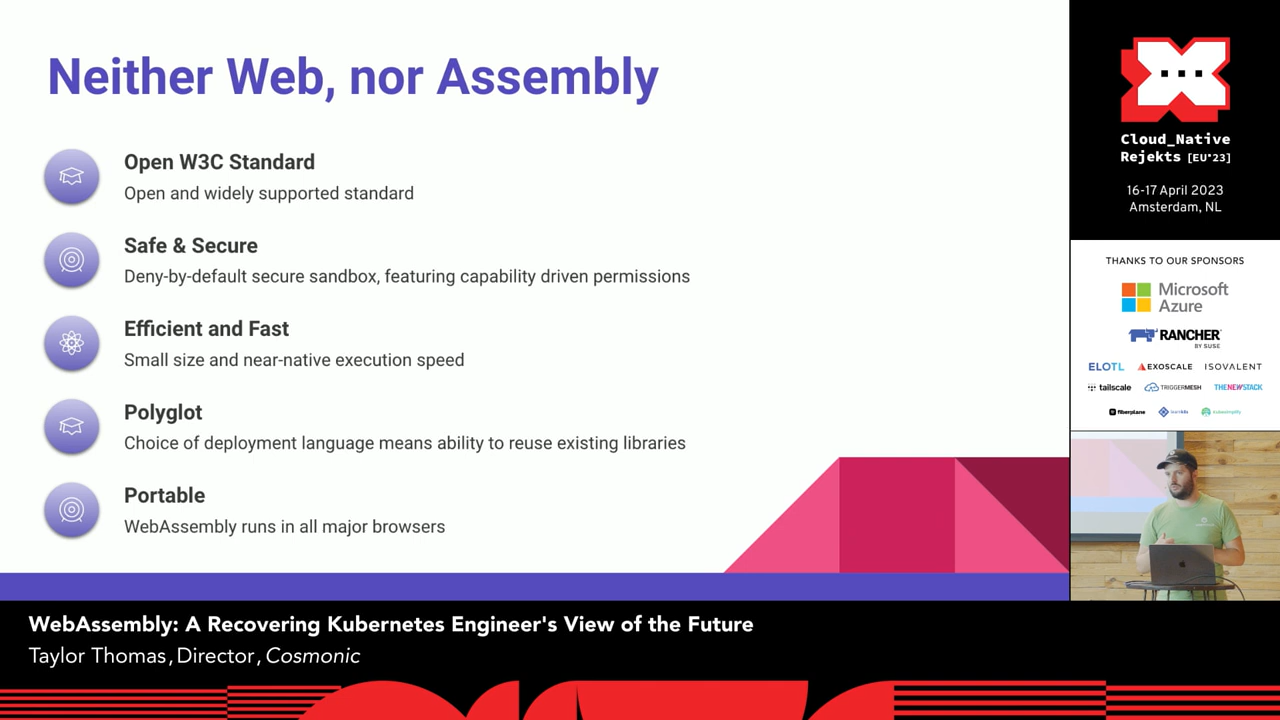 Neither Web, nor Assembly
Open W3C Standard
Open and widely supported standard
Safe & Secure
Deny-by-default secure sandbox, featuring capability driven permissions
Efficient and Fast
Small size and near-native execution speed
Polyglot
Choice of deployment language means ability to reuse existing libraries
Portable
WebAssembly runs in all major browsers
Cloud_Native
Rejekts [EU'23]
16-17 April 2023
Amsterdam, NL
THANKS TO OUR SPONSORS
Microsoft
Azure
RANCHER
BY SUSE
ELOTL EXOSCALE ISOVALENT
tailscale TRIGGERMESH THENEWSTACK
fiberplane learnk8s kubesimplify
WebAssembly: A Recovering Kubernetes Engineer's View of the Future
Taylor Thomas, Director, Cosmonic